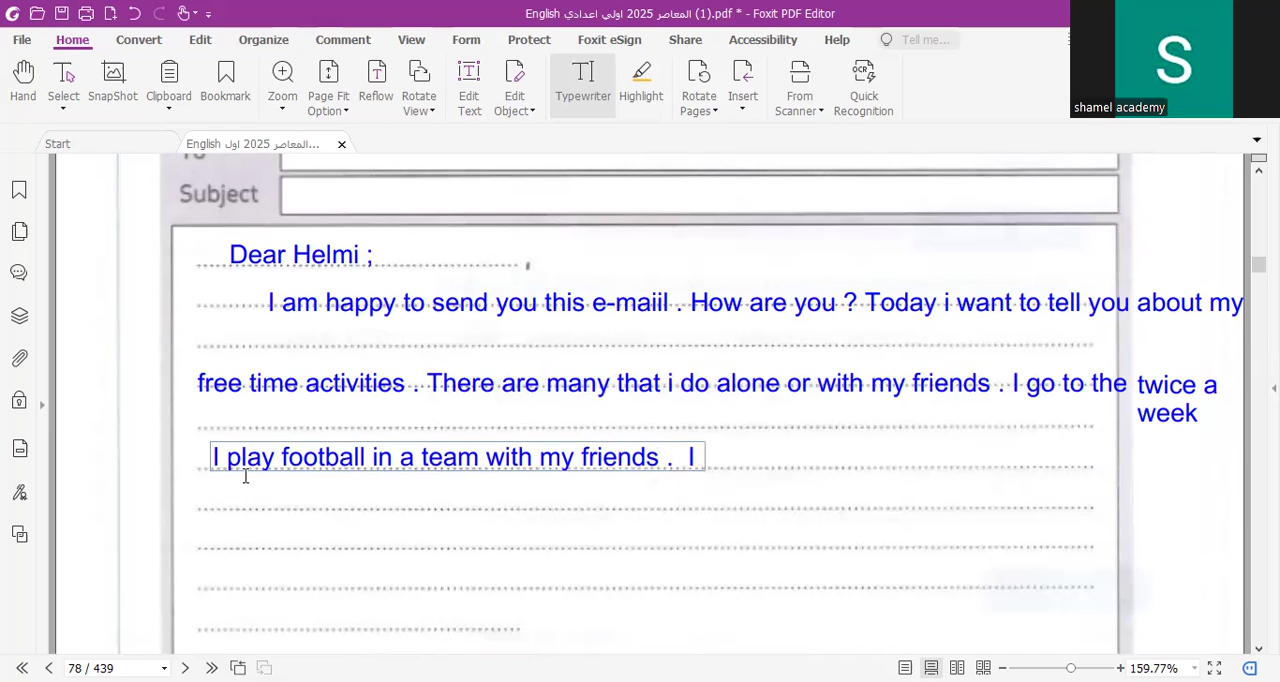 English المعاصر 2025 اولي اعدادي (1).pdf * - Foxit PDF Editor
File Home Convert Edit Organize Comment View Form Protect Foxit eSign Share Accessibility Help Tell me...
Hand Select SnapShot Clipboard Bookmark Zoom Page Fit Option Reflow Rotate View Edit Text Edit Object Typewriter Highlight Rotate Pages Insert From Scanner Quick Recognition
S
shamel academy
Start English المعاصر 2025 اول...
To
Subject
Dear Helmi ;
,
I am happy to send you this e-maiil . How are you ? Today i want to tell you about my
free time activities . There are many that i do alone or with my friends . I go to the twice a
week
I play football in a team with my friends . I
78 / 439 159.77%